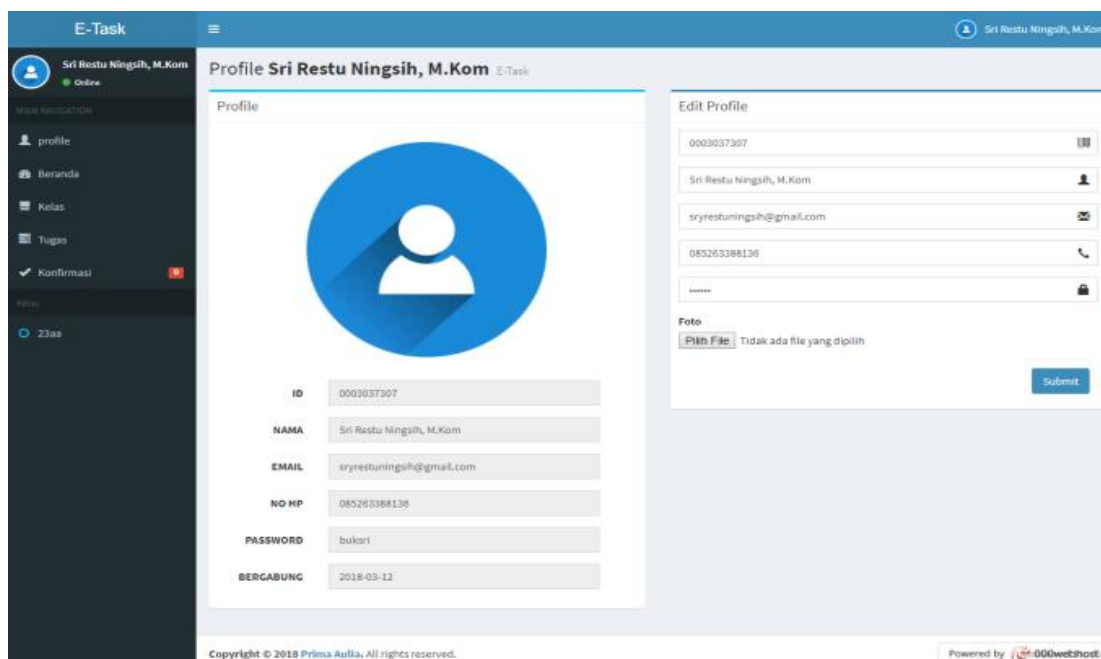 E-Task
Sri Restu Ningsih, M.Kom
Sri Restu Ningsih, M.Kom
Online
MAIN NAVIGATION
profile
Beranda
Kelas
Tugas
Konfirmasi 0
23aa
Profile Sri Restu Ningsih, M.Kom E-Task
Profile
ID 0003037307
NAMA Sri Restu Ningsih, M.Kom
EMAIL sryrestuningsih@gmail.com
NO HP 085263388136
PASSWORD
BERGABUNG 2018-03-12
Edit Profile
0003037307
Sri Restu Ningsih, M.Kom
sryrestuningsih@gmail.com
085263388136
••••••
Foto
Pilih File Tidak ada file yang dipilih
Submit
Copyright © 2018 Prima Aulia. All rights reserved.
Powered by 000webhost